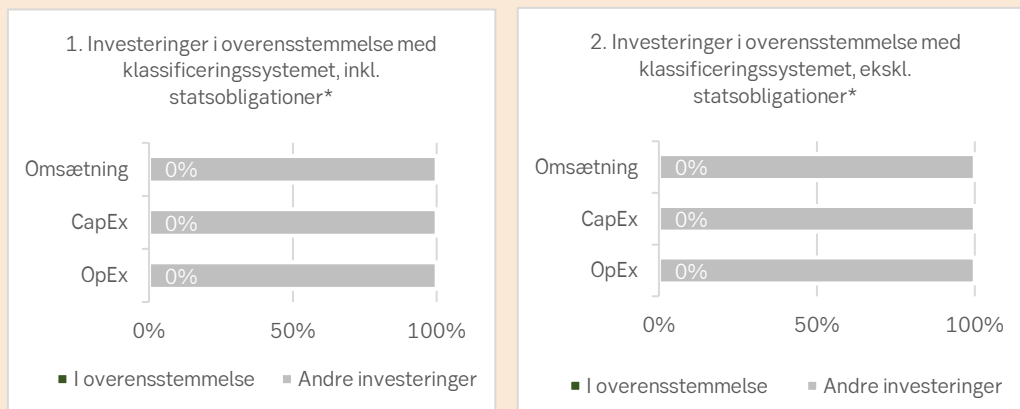 1. Investeringer i overensstemmelse med
klassificeringssystemet, inkl.
statsobligationer*
Omsætning
0%
CapEx
0%
OpEx
0%
0%
50%
100%
I overensstemmelse
Andre investeringer
2. Investeringer i overensstemmelse med
klassificeringssystemet, ekskl.
statsobligationer*
Omsætning
0%
CapEx
0%
OpEx
0%
0%
50%
100%
I overensstemmelse
Andre investeringer